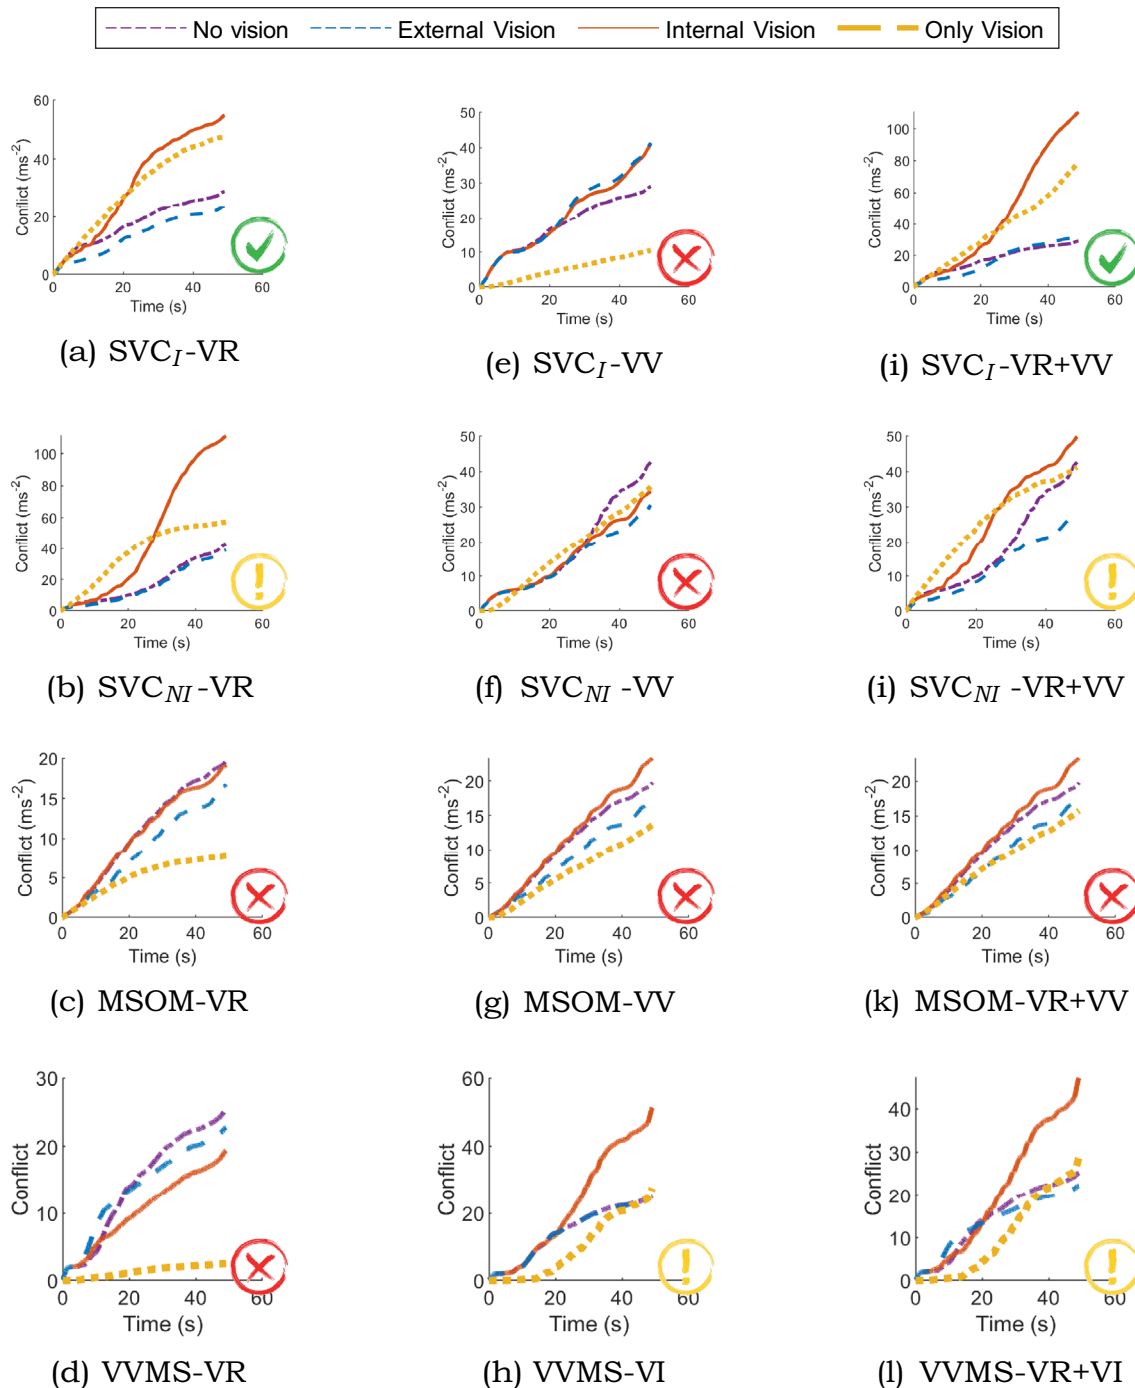 No vision External Vision Internal Vision Only Vision
60
40
20
0
Conflict (ms-2)
0 20 40 60
Time (s)
(a) SVCI-VR
50
40
30
20
10
0
Conflict (ms-2)
0 20 40 60
Time (s)
(e) SVCI-VV
100
80
60
40
20
0
Conflict (ms-2)
0 20 40 60
Time (s)
(i) SVCI-VR+VV
100
80
60
40
20
0
Conflict (ms-2)
0 20 40 60
Time (s)
(b) SVCNI-VR
50
40
30
20
10
0
Conflict (ms-2)
0 20 40 60
Time (s)
(f) SVCNI -VV
50
40
30
20
10
0
Conflict (ms-2)
0 20 40 60
Time (s)
(i) SVCNI -VR+VV
20
15
10
5
0
Conflict (ms-2)
0 20 40 60
Time (s)
(c) MSOM-VR
20
15
10
5
0
Conflict (ms-2)
0 20 40 60
Time (s)
(g) MSOM-VV
20
15
10
5
0
Conflict (ms-2)
0 20 40 60
Time (s)
(k) MSOM-VR+VV
30
20
10
0
Conflict
0 20 40 60
Time (s)
(d) VVMS-VR
60
40
20
0
Conflict
0 20 40 60
Time (s)
(h) VVMS-VI
40
30
20
10
0
Conflict
0 20 40 60
Time (s)
(l) VVMS-VR+VI